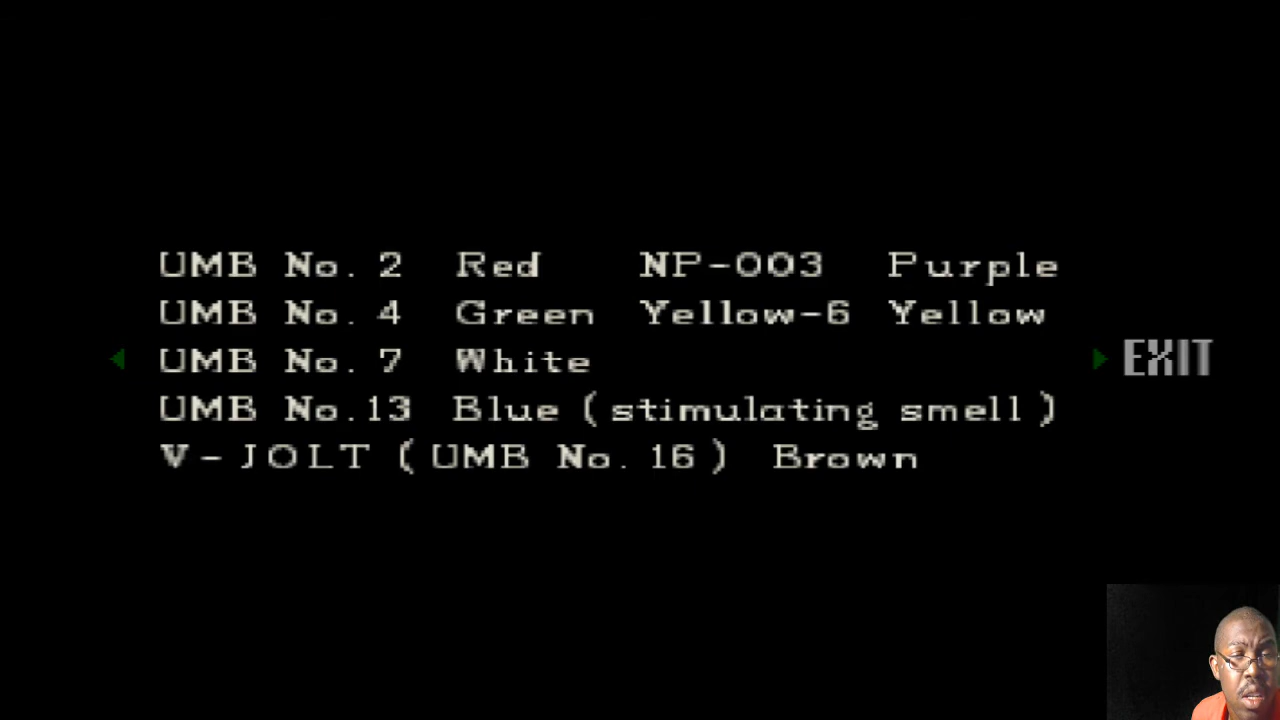 UMB No. 2 Red NP-003 Purple
UMB No. 4 Green Yellow-6 Yellow
UMB No. 7 White
EXIT
UMB No.13 Blue (stimulating smell)
V-JOLT (UMB No.16) Brown